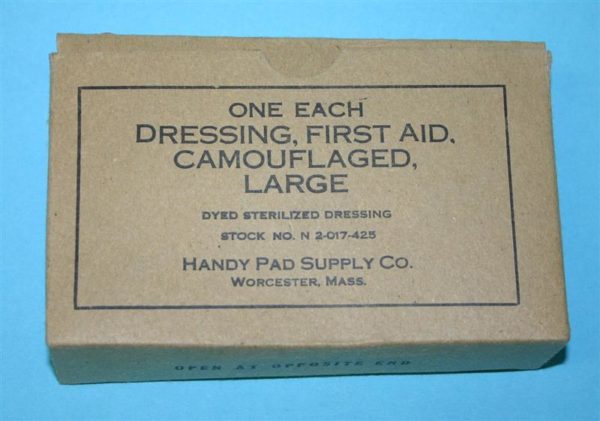 ONE EACH
DRESSING, FIRST AID,
CAMOUFLAGED,
LARGE
DYED STERILIZED DRESSING
STOCK NO. N 2-017-425
HANDY PAD SUPPLY CO.
WORCESTER, MASS.
OPEN AT OPPOSITE END